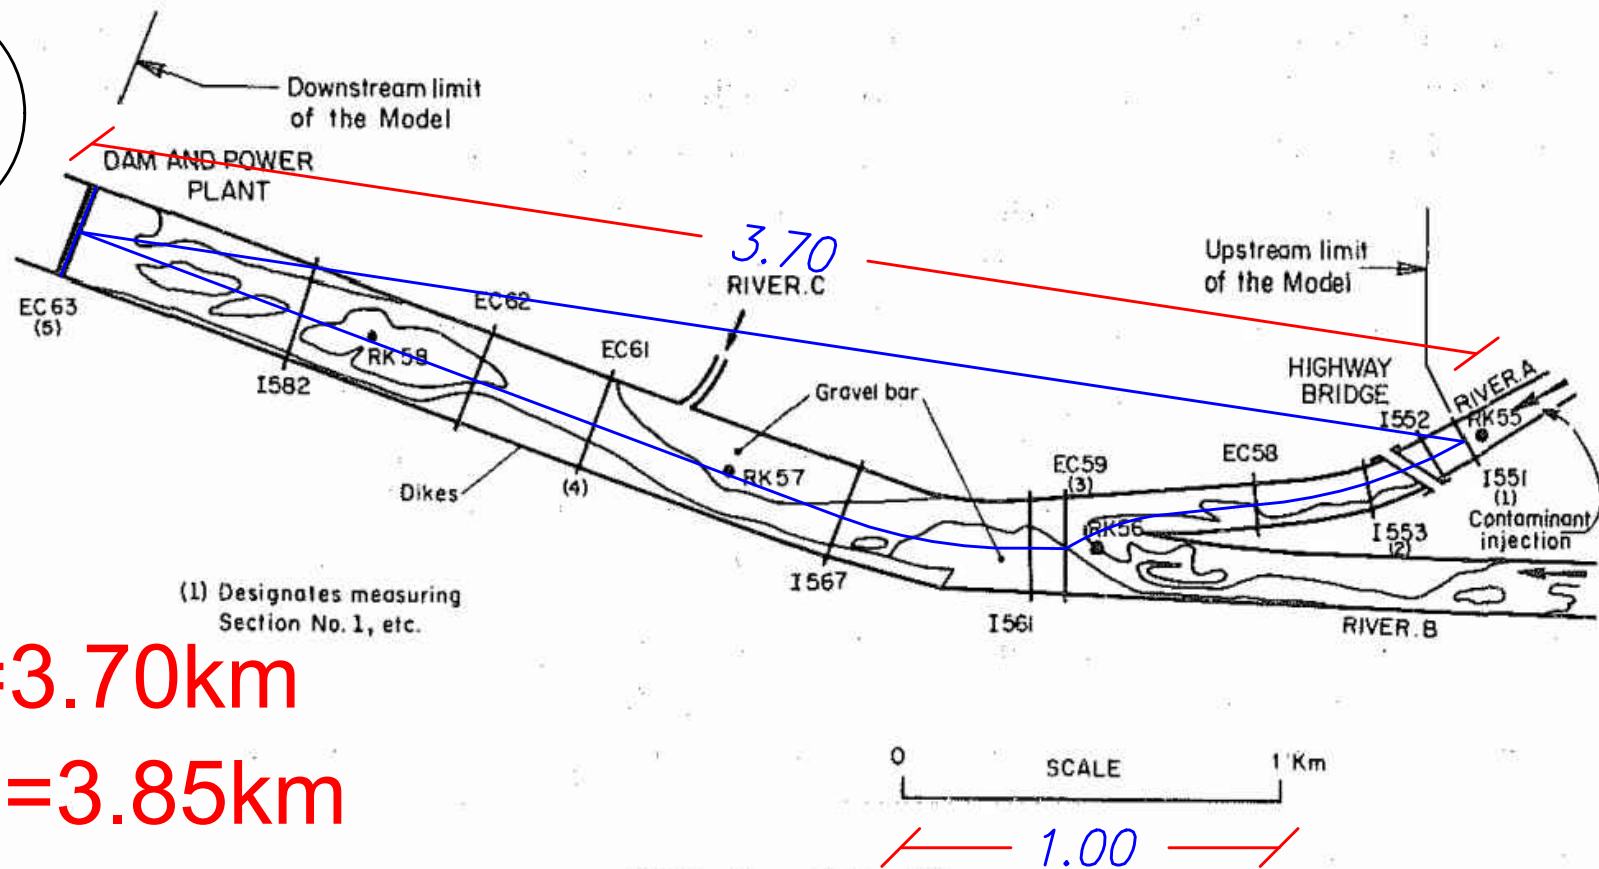 Downstream limit
of the Model
DAM AND POWER
PLANT
3.70
RIVER.C
Upstream limit
of the Model
EC63
(5)
EC62
RK58
I582
EC61
HIGHWAY
BRIDGE
RIVER.A
I552
RK55
Gravel bar
EC58
EC59
(3)
RK57
Dikes
(4)
I551
(1)
Contaminant
injection
RK56
I553
(2)
I567
(1) Designates measuring
Section No. 1, etc.
I561
RIVER.B
=3.70km
=3.85km
0
SCALE
1 Km
1.00